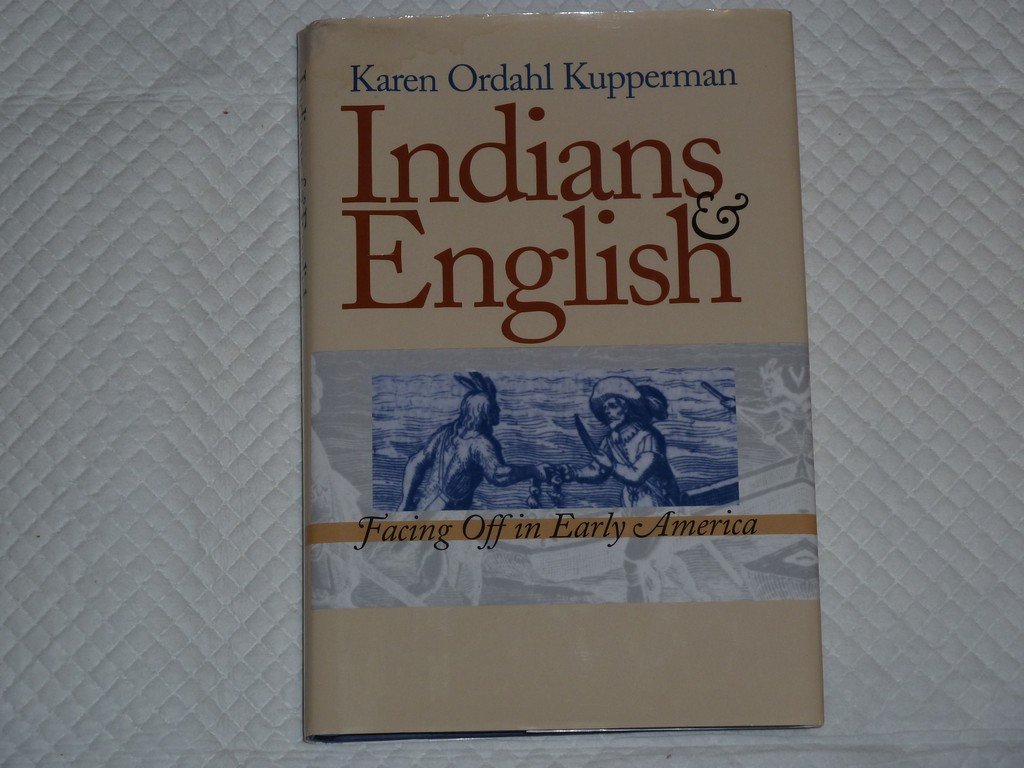 Karen Ordahl Kupperman
Indians
&
English
Facing Off in Early America